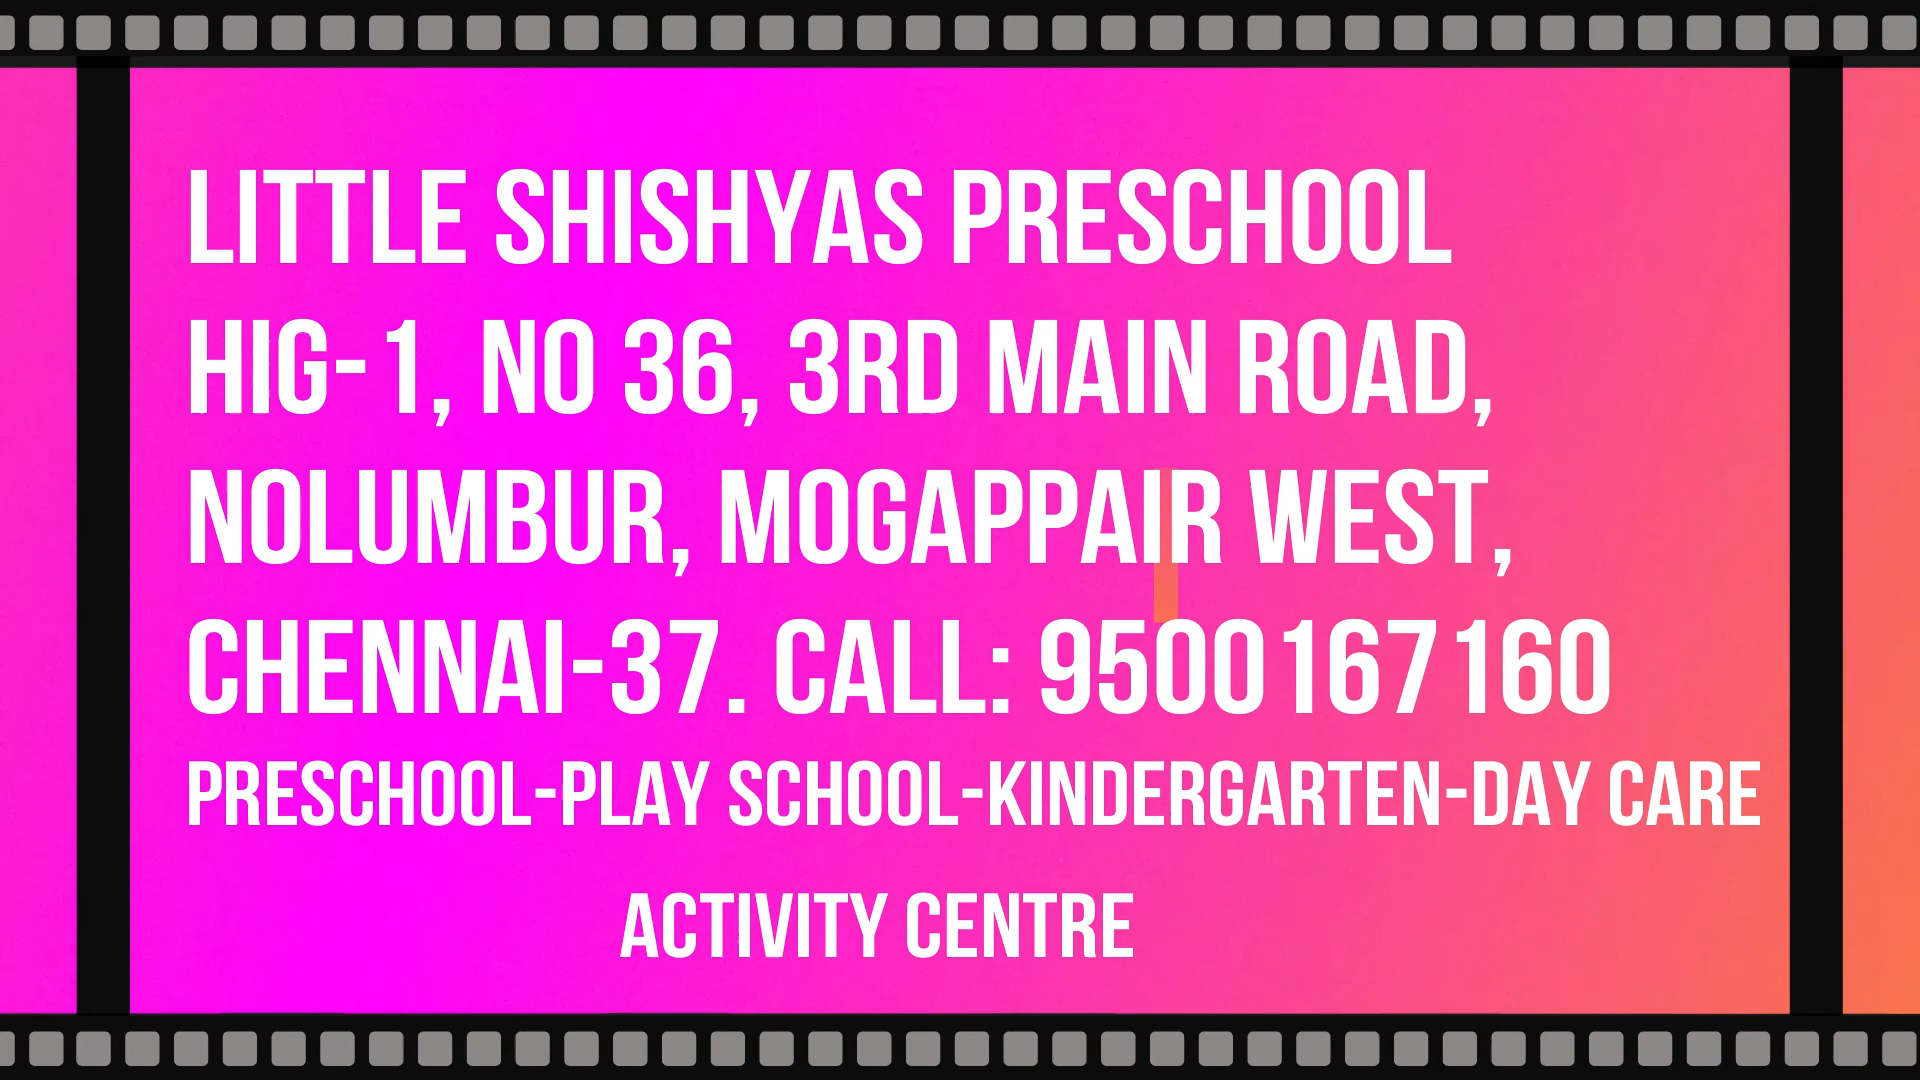 LITTLE SHISHYAS PRESCHOOL
HIG-1, NO 36, 3RD MAIN ROAD,
NOLUMBUR, MOGAPPAIR WEST,
CHENNAI-37. CALL: 9500167160
PRESCHOOL-PLAY SCHOOL-KINDERGARTEN-DAY CARE
ACTIVITY CENTRE